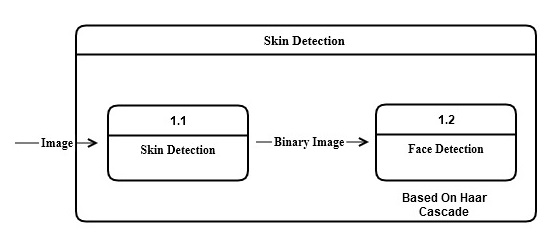 Skin Detection
1.1
1.2
Image
Skin Detection
Binary Image
Face Detection
Based On Haar
Cascade